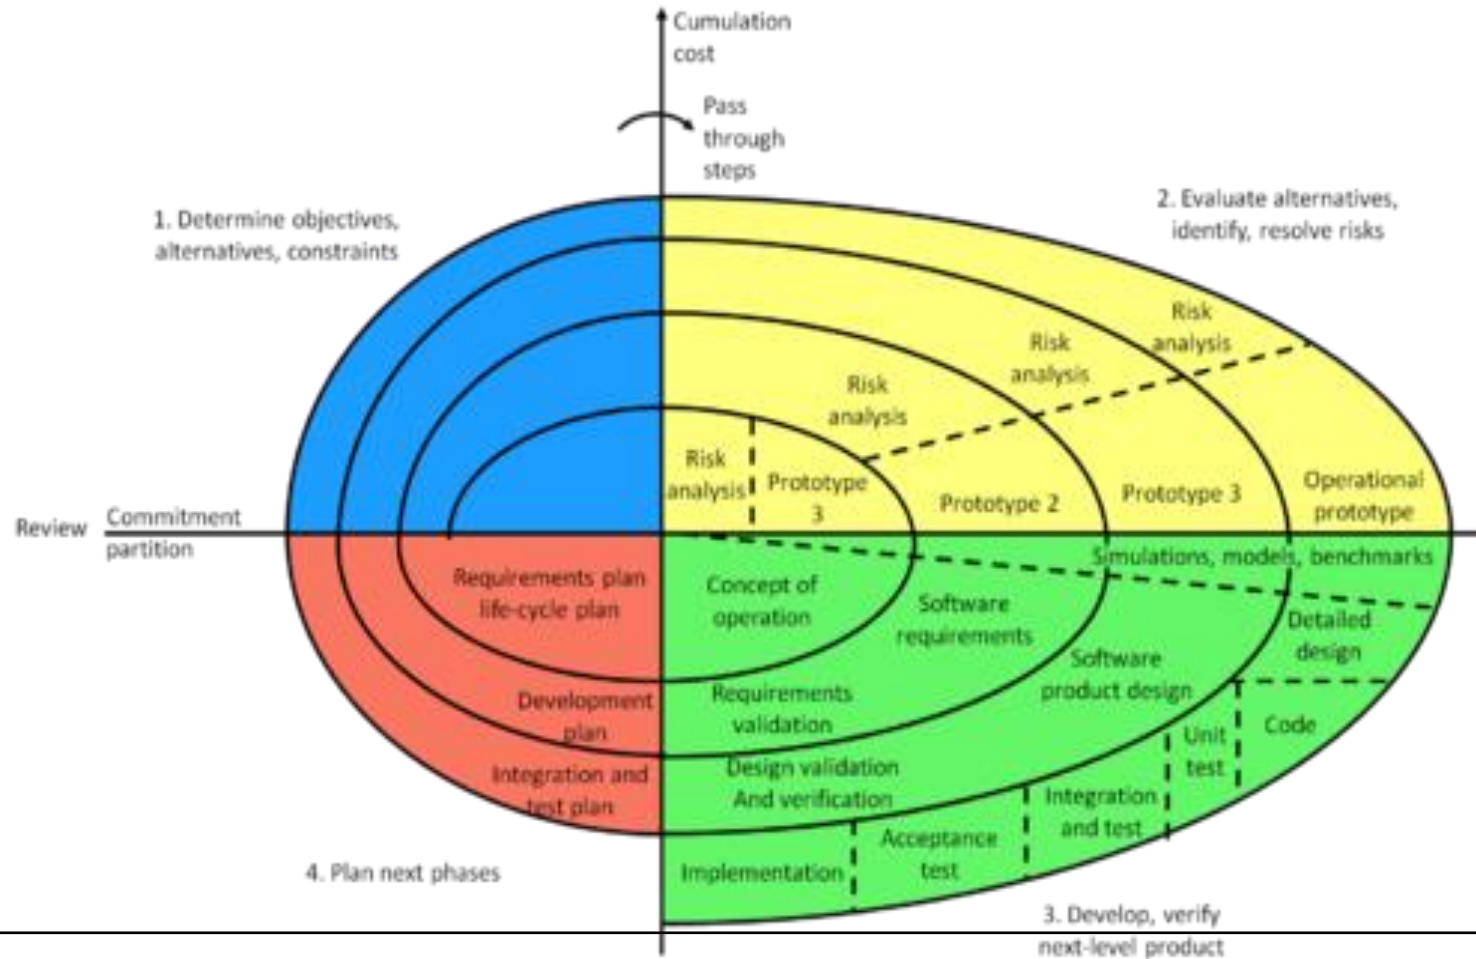 Cumulation
cost
Pass
through
steps
1. Determine objectives,
alternatives, constraints
2. Evaluate alternatives,
identify, resolve risks
Risk
analysis
Risk
analysis
Risk
analysis
Risk
analysis
Prototype
3
Prototype 2
Prototype 3
Operational
prototype
Review
Commitment
partition
Simulations, models, benchmarks
Requirements plan
life-cycle plan
Concept of
operation
Software
requirements
Detailed
design
Software
product design
Development
plan
Requirements
validation
Code
Unit
test
Integration and
test plan
Design validation
And verification
Integration
and test
Acceptance
test
Implementation
4. Plan next phases
3. Develop, verify
next-level product